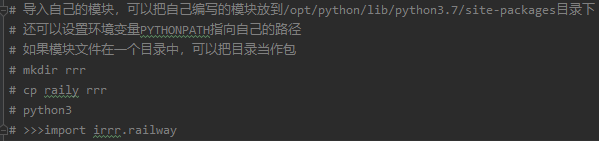 # 导入自己的模块，可以把自己编写的模块放到/opt/python/lib/python3.7/site-packages目录下
# 还可以设置环境变量PYTHONPATH指向自己的路径
# 如果模块文件在一个目录中，可以把目录当作包
# mkdir rrr
# cp raily rrr
# python3
# >>>import irrr.railway